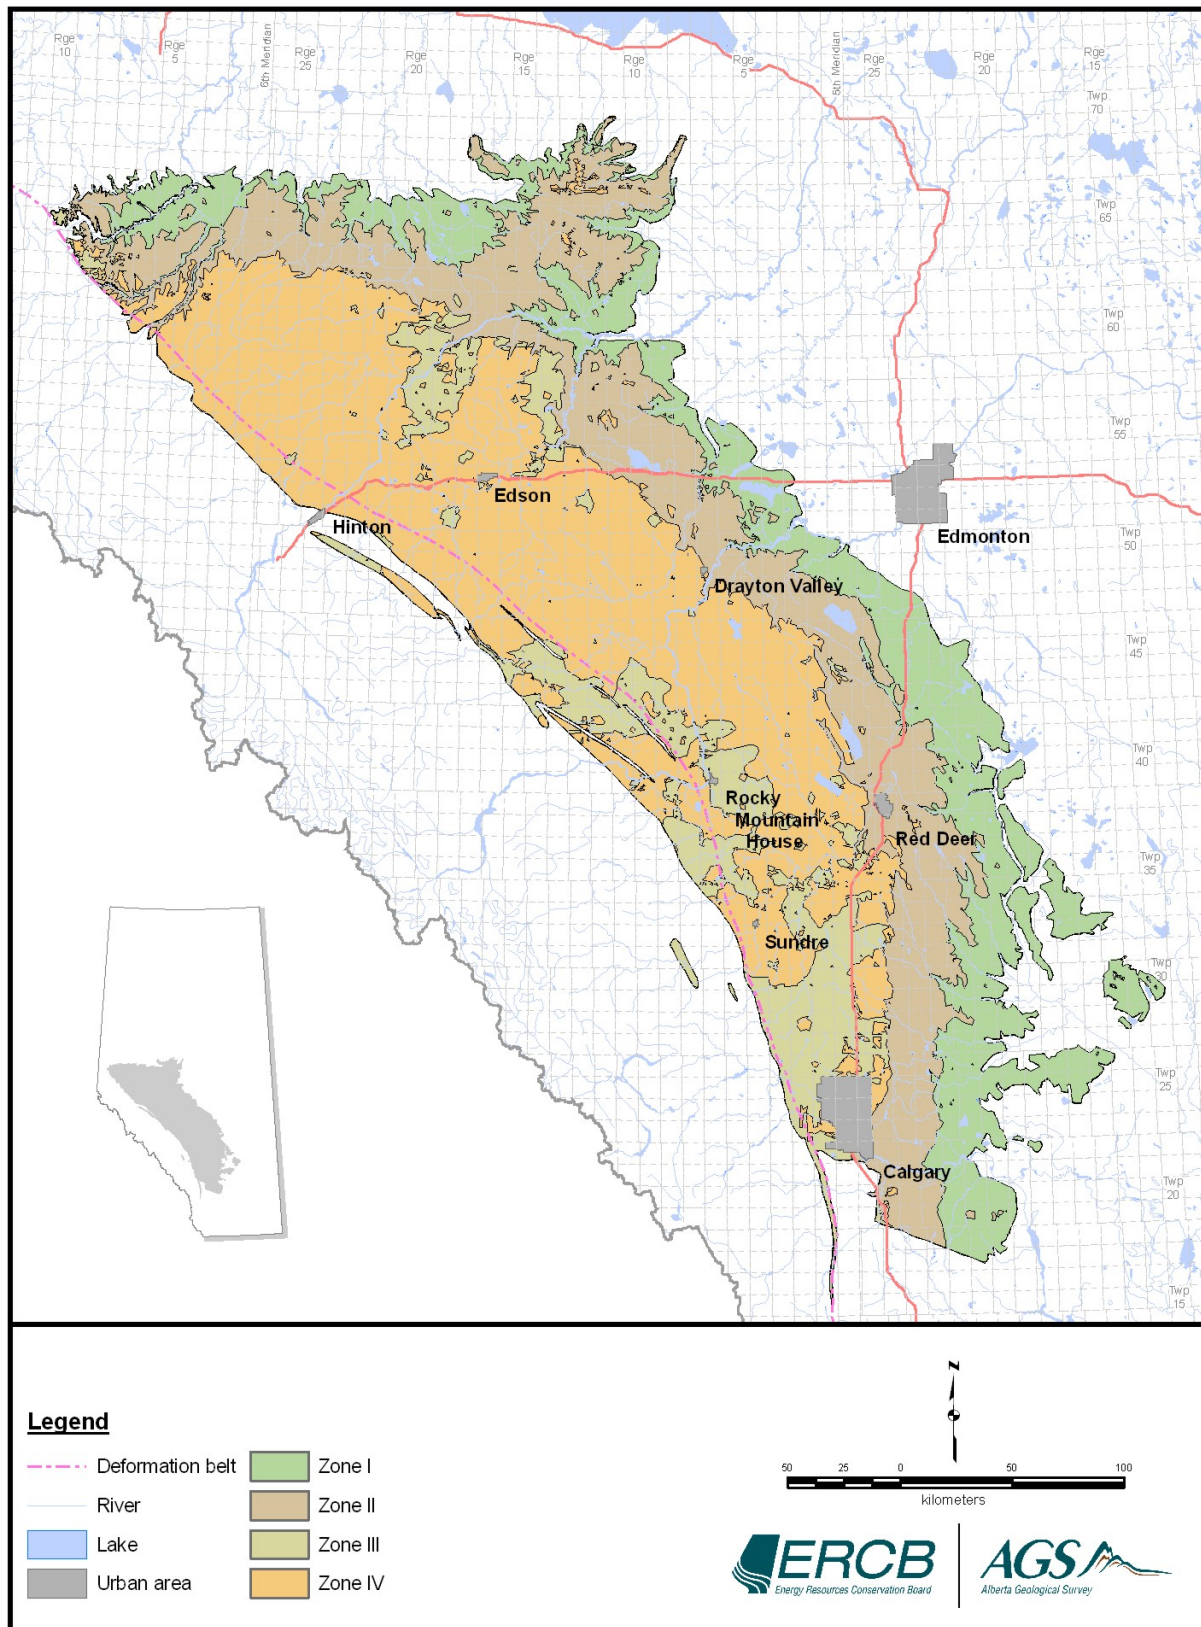 Rge
10
Rge
5
6th Meridian
Rge
25
Rge
20
Rge
15
Rge
10
Rge
5
5th Meridian
Rge
25
Rge
20
Rge
15
Twp
70
Twp
65
Twp
60
Twp
55
Edson
Hinton
Edmonton
Twp
50
Drayton Valley
Twp
45
Twp
40
Rocky
Mountain
House
Red Deer
Twp
35
Sundre
Twp
30
Twp
25
Calgary
Twp
20
Twp
15
Legend
Deformation belt
River
Lake
Urban area
Zone I
Zone II
Zone III
Zone IV
N
50 25 0 50 100
kilometers
ERCB
Energy Resources Conservation Board
AGS
Alberta Geological Survey